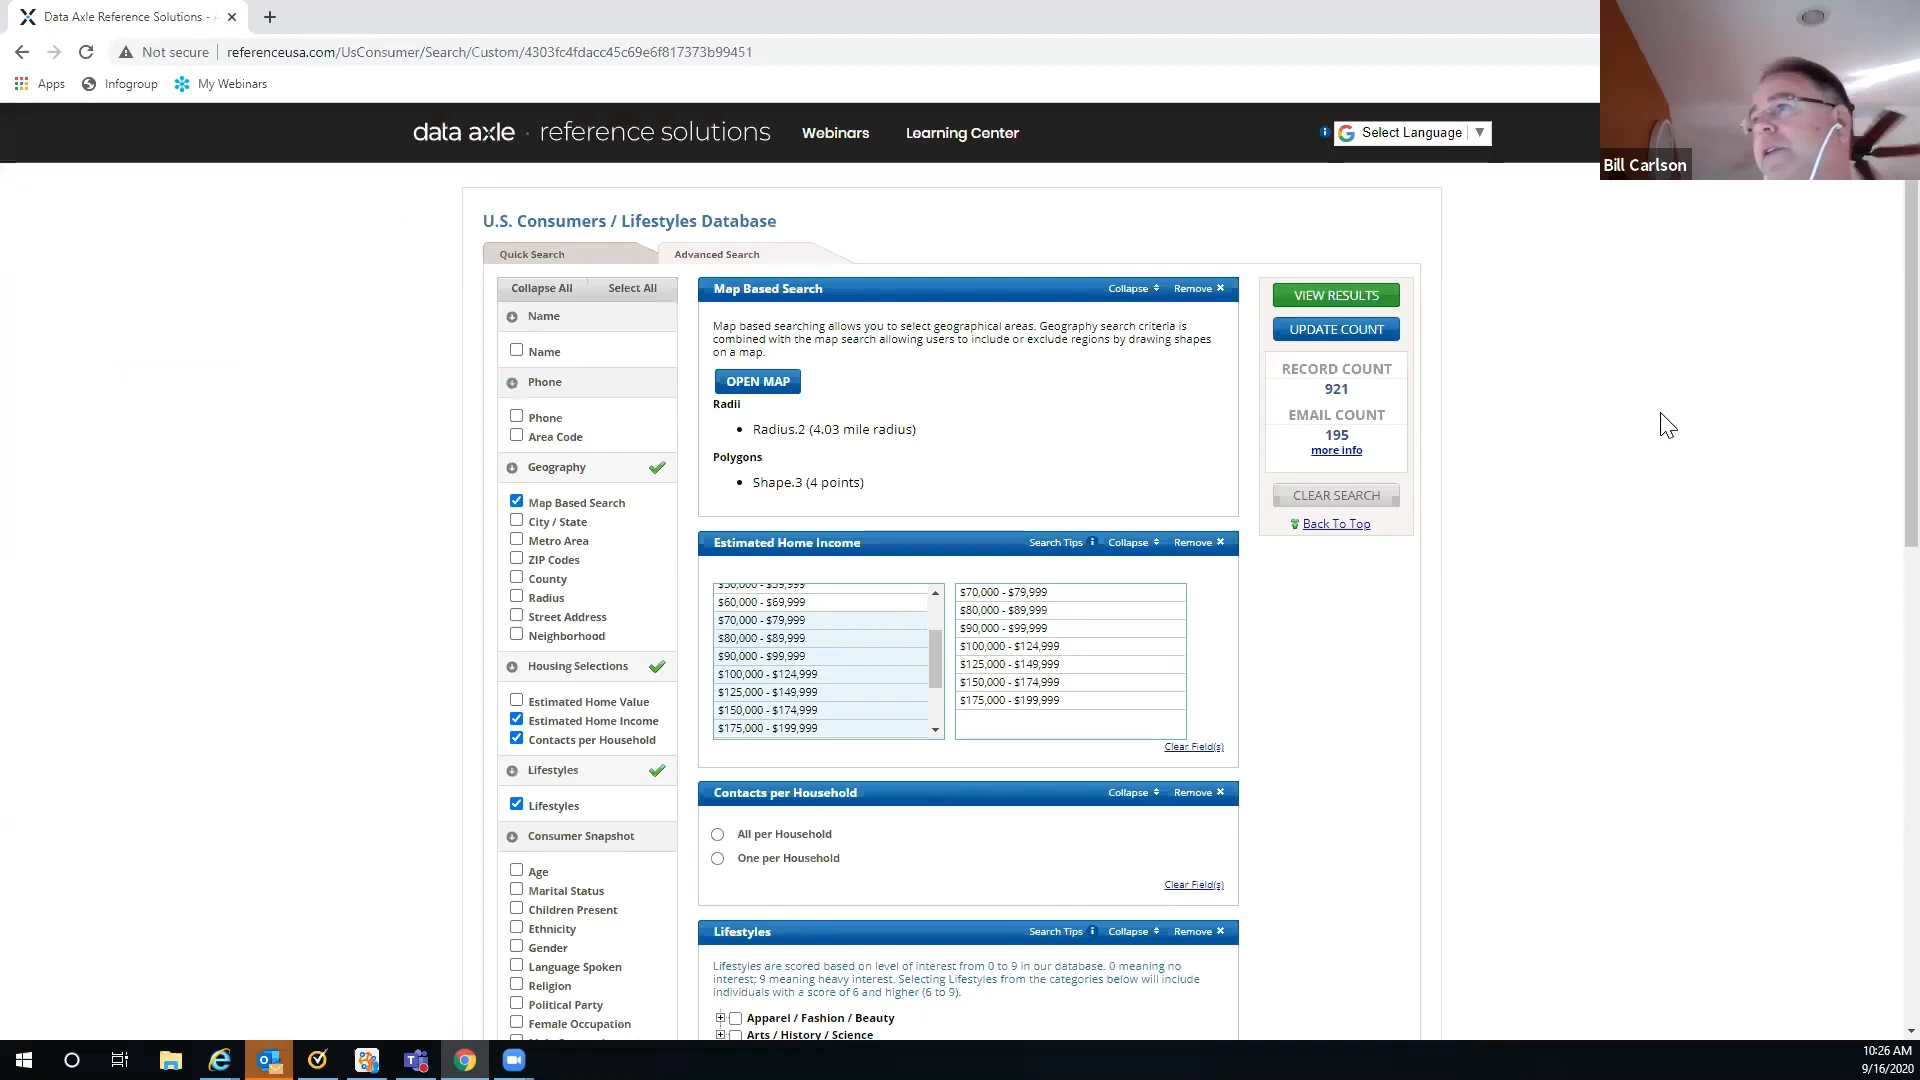 Data Axle Reference Solutions -
Not secure
referenceusa.com/UsConsumer/Search/Custom/4303fc4fdacc45c69e6f817373b99451
Apps
Infogroup
My Webinars
data axle · reference solutions
Webinars
Learning Center
Select Language
Bill Carlson
U.S. Consumers / Lifestyles Database
Quick Search
Advanced Search
Collapse All
Select All
Name
Name
Phone
Phone
Area Code
Geography
Map Based Search
City / State
Metro Area
ZIP Codes
County
Radius
Street Address
Neighborhood
Housing Selections
Estimated Home Value
Estimated Home Income
Contacts per Household
Lifestyles
Lifestyles
Consumer Snapshot
Age
Marital Status
Children Present
Ethnicity
Gender
Language Spoken
Religion
Political Party
Female Occupation
Map Based Search
Collapse
Remove
Map based searching allows you to select geographical areas. Geography search criteria is
combined with the map search allowing users to include or exclude regions by drawing shapes
on a map.
OPEN MAP
Radii
Radius.2 (4.03 mile radius)
Polygons
Shape.3 (4 points)
Estimated Home Income
Search Tips
Collapse
Remove
$50,000 - $59,999
$60,000 - $69,999
$70,000 - $79,999
$80,000 - $89,999
$90,000 - $99,999
$100,000 - $124,999
$125,000 - $149,999
$150,000 - $174,999
$175,000 - $199,999
$70,000 - $79,999
$80,000 - $89,999
$90,000 - $99,999
$100,000 - $124,999
$125,000 - $149,999
$150,000 - $174,999
$175,000 - $199,999
Clear Field(s)
Contacts per Household
Collapse
Remove
All per Household
One per Household
Clear Field(s)
Lifestyles
Search Tips
Collapse
Remove
Lifestyles are scored based on level of interest from 0 to 9 in our database. 0 meaning no
interest; 9 meaning heavy interest. Selecting Lifestyles from the categories below will include
individuals with a score of 6 and higher (6 to 9).
Apparel / Fashion / Beauty
Arts / History / Science
VIEW RESULTS
UPDATE COUNT
RECORD COUNT
921
EMAIL COUNT
195
more info
CLEAR SEARCH
Back To Top
10:26 AM
9/16/2020